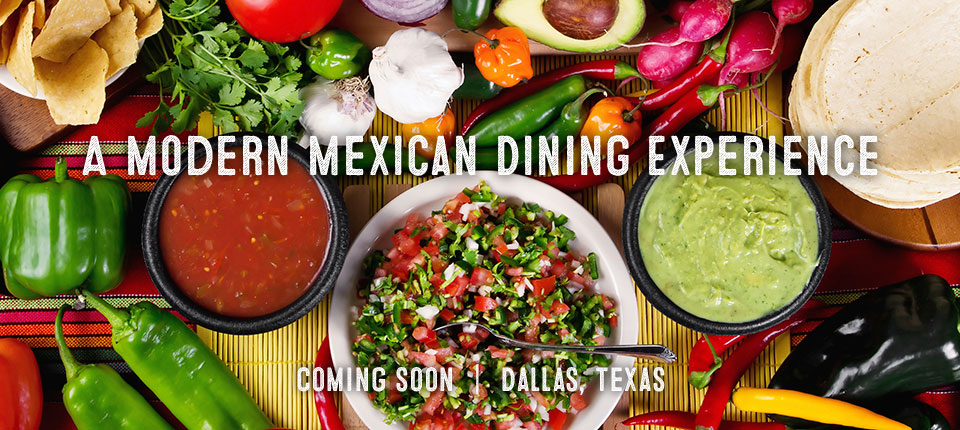 A MODERN MEXICAN DINING EXPERIENCE
COMING SOON | DALLAS, TEXAS